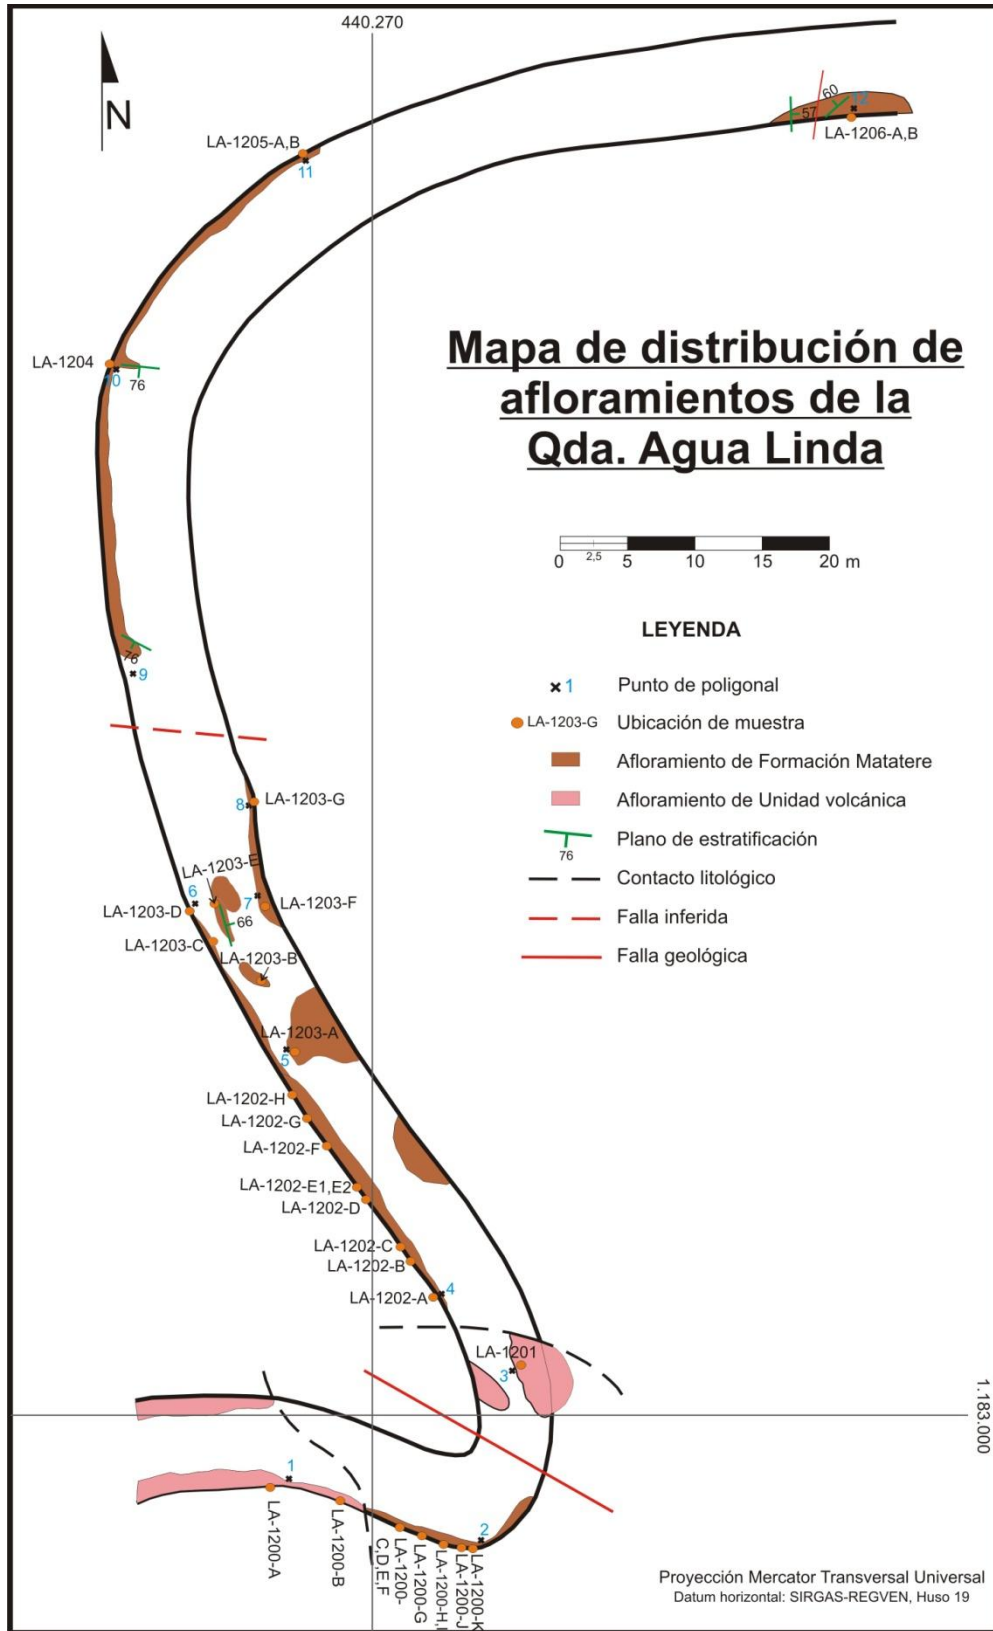 440.270
N
LA-1205-A,B
11
60
57
12
LA-1206-A,B
LA-1204
10
76
Mapa de distribución de
afloramientos de la
Qda. Agua Linda
0 2,5 5 10 15 20 m
LEYENDA
1 Punto de poligonal
LA-1203-G Ubicación de muestra
Afloramiento de Formación Matatere
Afloramiento de Unidad volcánica
76 Plano de estratificación
Contacto litológico
Falla inferida
Falla geológica
76
9
8
LA-1203-G
LA-1203-E
6
7
LA-1203-D
LA-1203-F
66
LA-1203-C
LA-1203-B
LA-1203-A
5
LA-1202-H
LA-1202-G
LA-1202-F
LA-1202-E1,E2
LA-1202-D
LA-1202-C
LA-1202-B
4
LA-1202-A
LA-1201
3
1.183.000
1
2
LA-1200-A
LA-1200-B
LA-1200-
C,D,E,F
LA-1200-G
LA-1200-H,I
LA-1200-J
LA-1200-K
Proyección Mercator Transversal Universal
Datum horizontal: SIRGAS-REGVEN, Huso 19